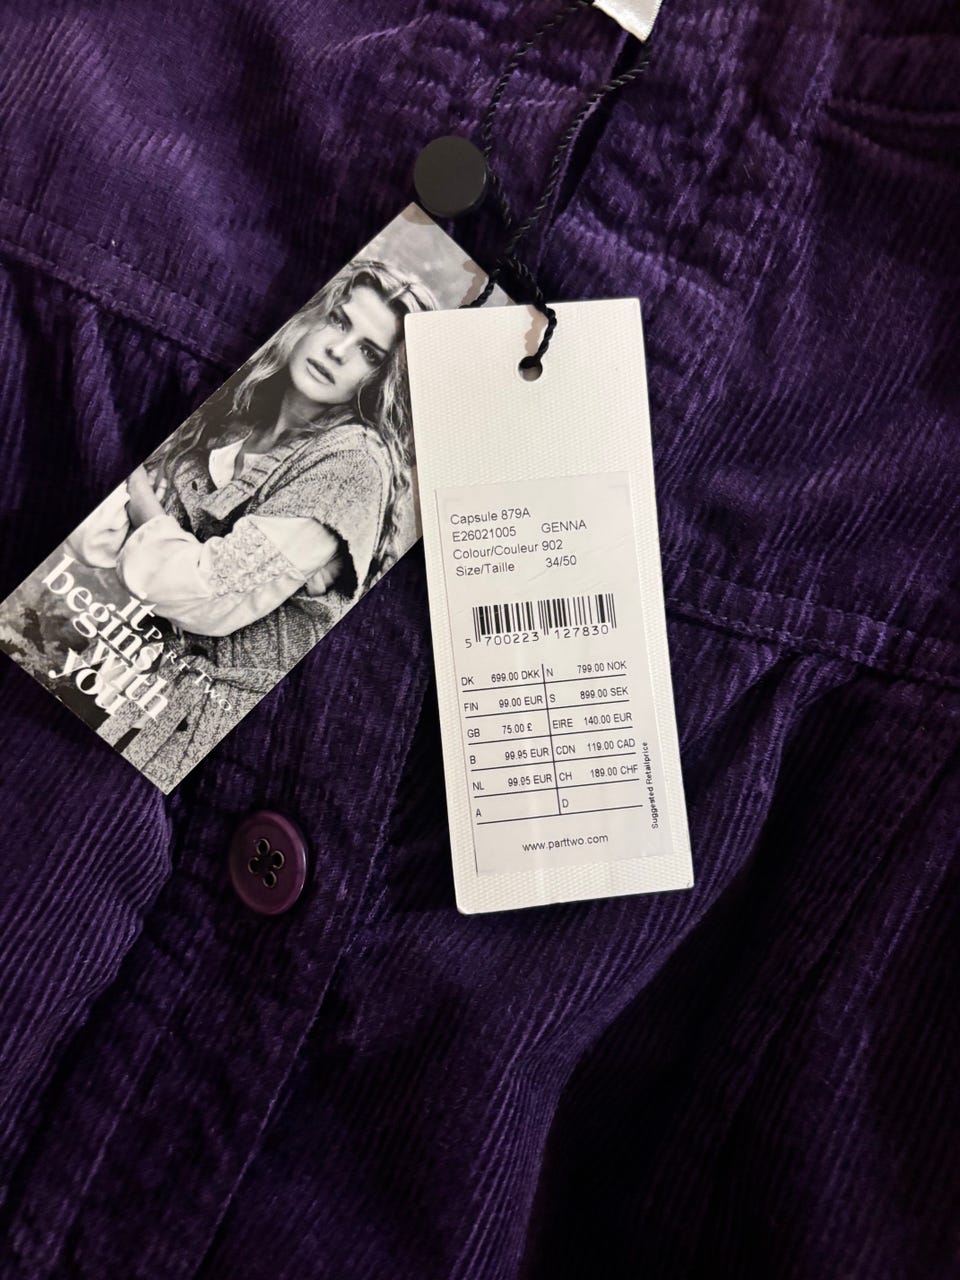 it
begins
with
you
PART TWO
Capsule 879A
E26021005 GENNA
Colour/Couleur 902
Size/Taille 34/50
5 700223 127830
DK 699.00 DKK N 799.00 NOK
FIN 99.00 EUR S 899.00 SEK
GB 75.00 £ EIRE 140.00 EUR
B 99.95 EUR CDN 119.00 CAD
NL 99.95 EUR CH 189.00 CHF
A D
Suggested Retailprice
www.parttwo.com